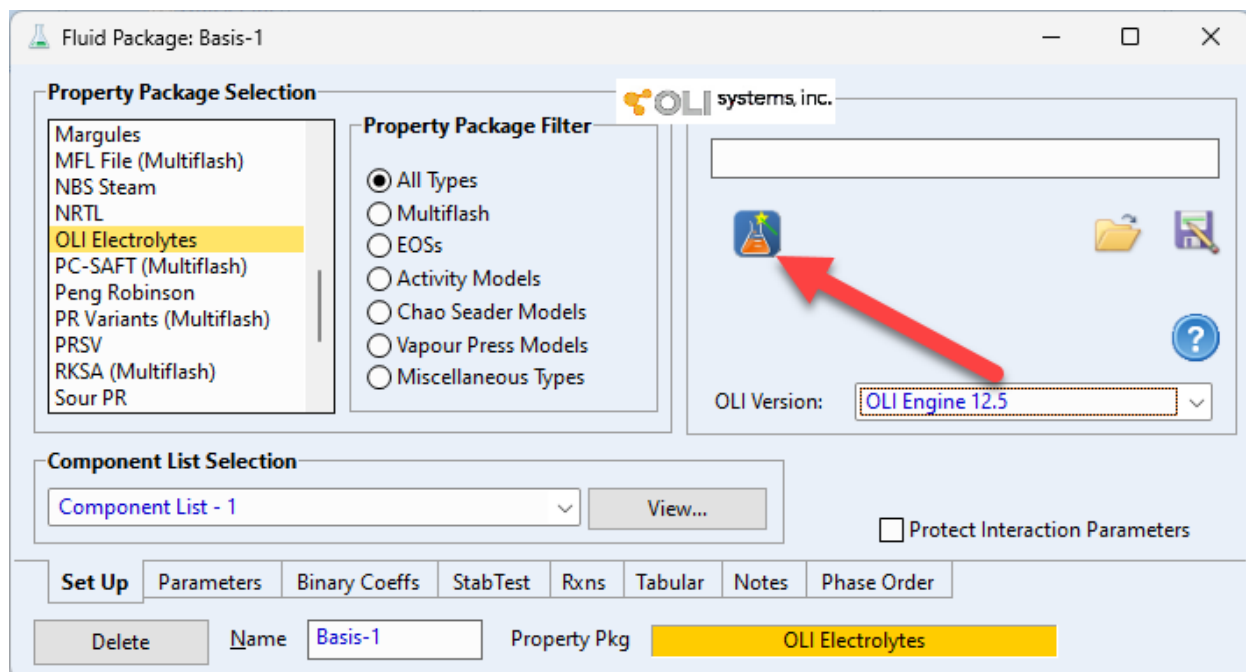 Fluid Package: Basis-1
Property Package Selection
Margules
MFL File (Multiflash)
NBS Steam
NRTL
OLI Electrolytes
PC-SAFT (Multiflash)
Peng Robinson
PR Variants (Multiflash)
PRSV
RKSA (Multiflash)
Sour PR
Property Package Filter
All Types
Multiflash
EOSs
Activity Models
Chao Seader Models
Vapour Press Models
Miscellaneous Types
OLI systems, inc.
?
OLI Version: OLI Engine 12.5
Component List Selection
Component List - 1 View...
Protect Interaction Parameters
Set Up Parameters Binary Coeffs StabTest Rxns Tabular Notes Phase Order
Delete Name Basis-1 Property Pkg OLI Electrolytes